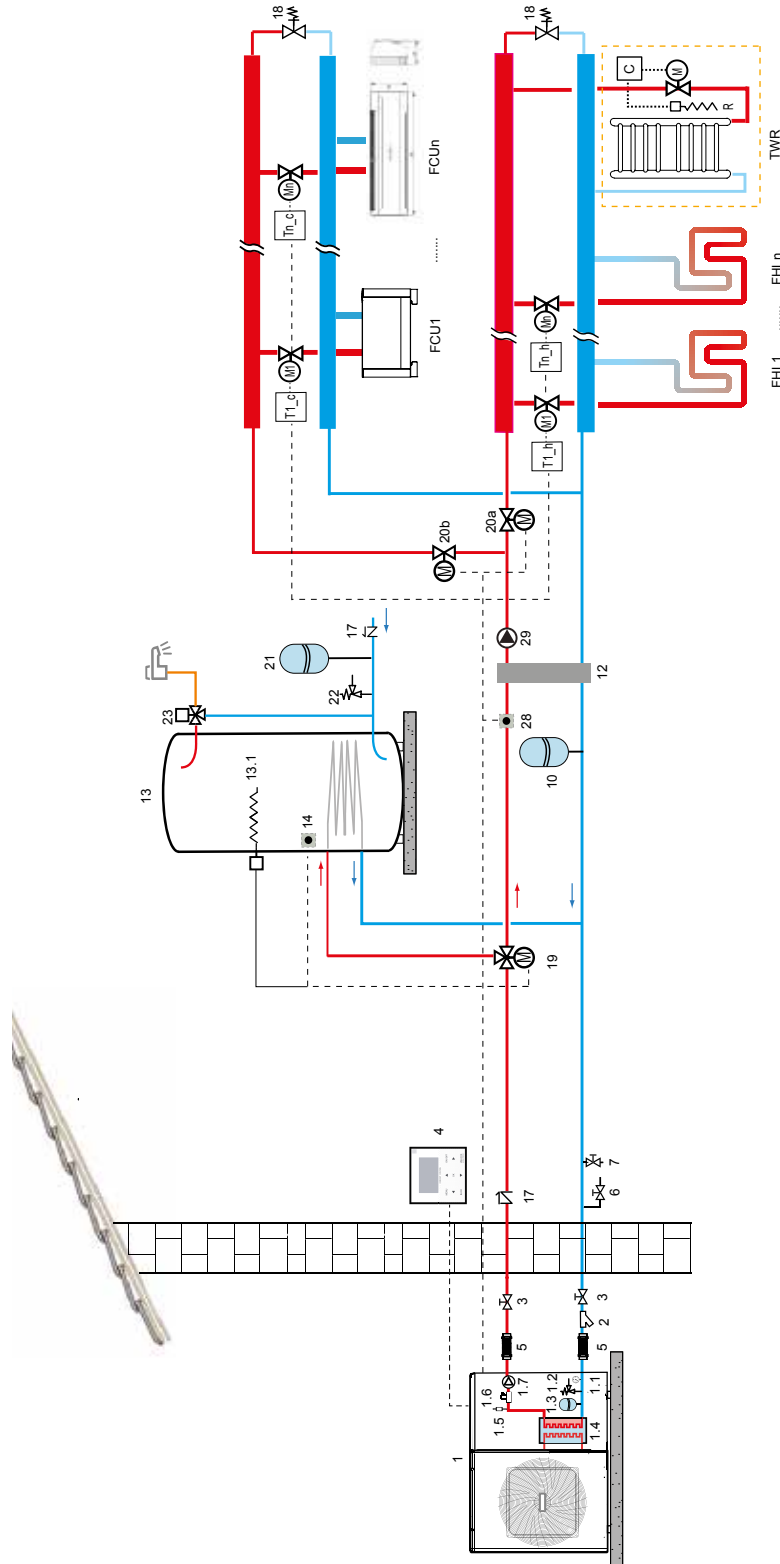 13
23
13.1
21
18
M1
Mn
T1_c
Tn_c
14
22
17
4
20b
FCU1
........
FCUn
1
1.6
20a
1.5
1.7
5
3
17
28
29
18
M
M
M
T1_h
M1
Tn_h
Mn
19
10
1.3
1.2
1.4
1.1
5
2
3
6
7
12
C
M
R
TWR
FHL1
FHLn